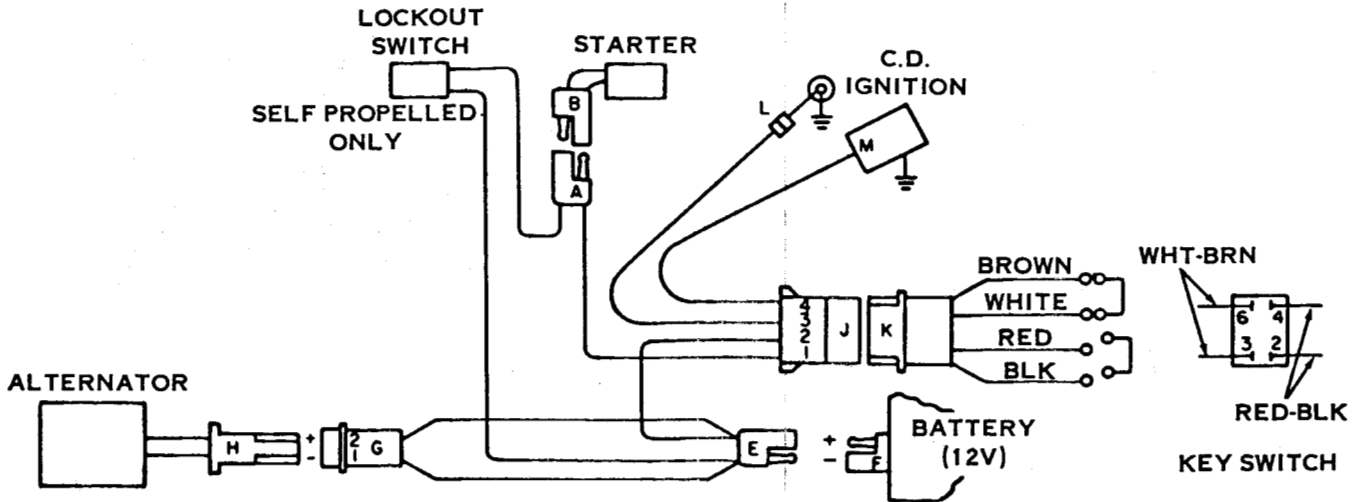 LOCKOUT
SWITCH
SELF PROPELLED
ONLY
STARTER
B
A
C.D.
IGNITION
L
M
4
3
2
1
J
K
BROWN
WHITE
RED
BLK
WHT-BRN
6
4
3
2
RED-BLK
KEY SWITCH
ALTERNATOR
H
+
-
2
1
G
E
+
-
F
BATTERY
(12V)